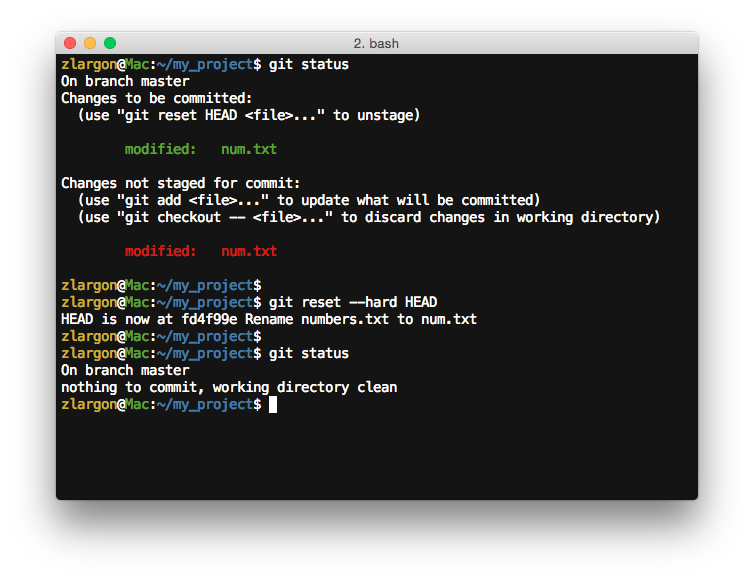 2. bash
zlargon@Mac:~/my_project$ git status
On branch master
Changes to be committed:
  (use "git reset HEAD <file>..." to unstage)
        modified:   num.txt
Changes not staged for commit:
  (use "git add <file>..." to update what will be committed)
  (use "git checkout -- <file>..." to discard changes in working directory)
        modified:   num.txt
zlargon@Mac:~/my_project$
zlargon@Mac:~/my_project$ git reset --hard HEAD
HEAD is now at fd4f99e Rename numbers.txt to num.txt
zlargon@Mac:~/my_project$
zlargon@Mac:~/my_project$ git status
On branch master
nothing to commit, working directory clean
zlargon@Mac:~/my_project$